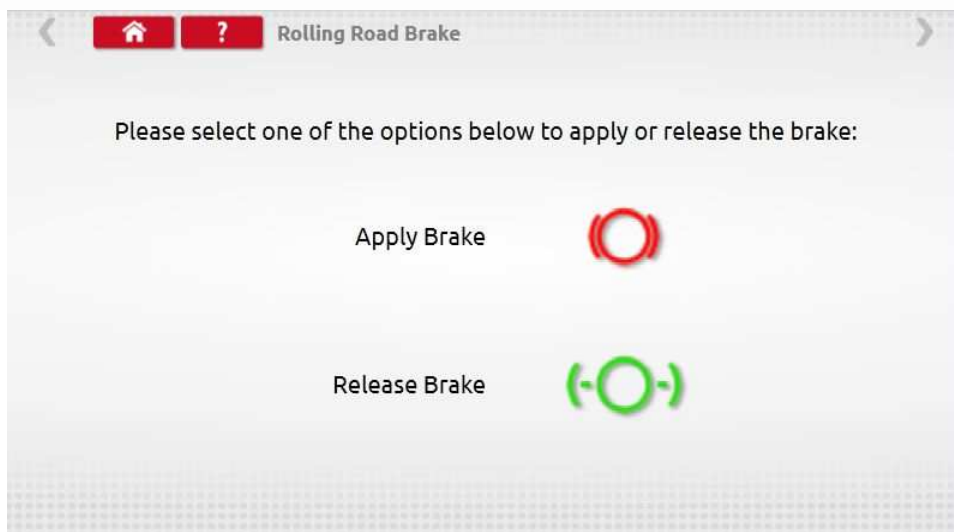 ? Rolling Road Brake
Please select one of the options below to apply or release the brake:
Apply Brake
Release Brake